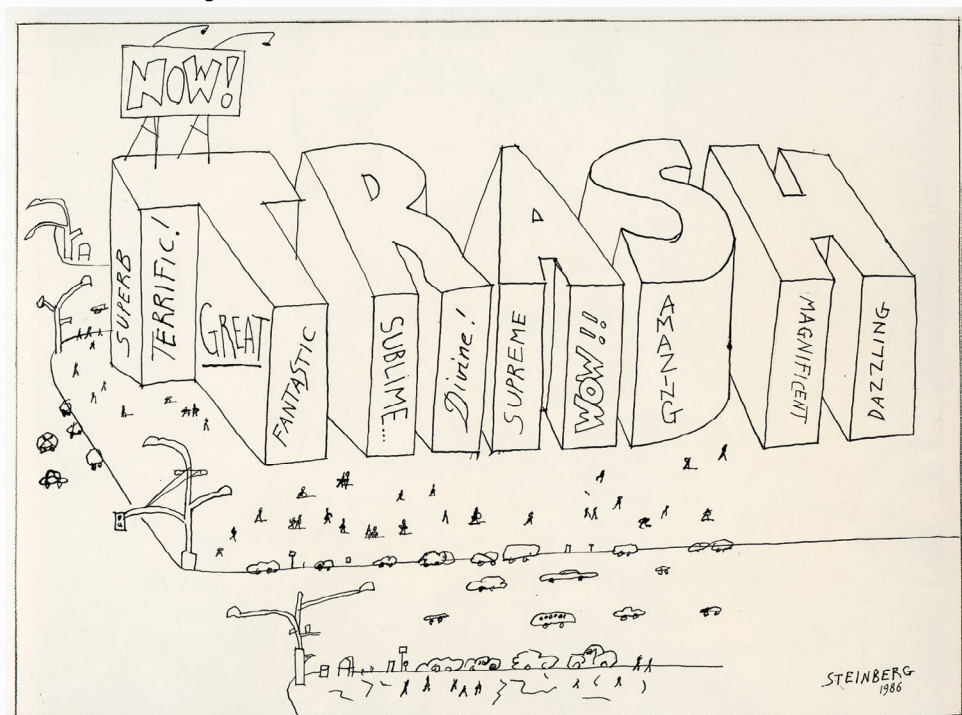 NOW!
TRASH
SUPERB
TERRIFIC!
GREAT
FANTASTIC
SUBLIME...
Divine!
SUPREME
WOW!!
AMAZING
MAGNIFICENT
DAZZLING
STEINBERG
1986